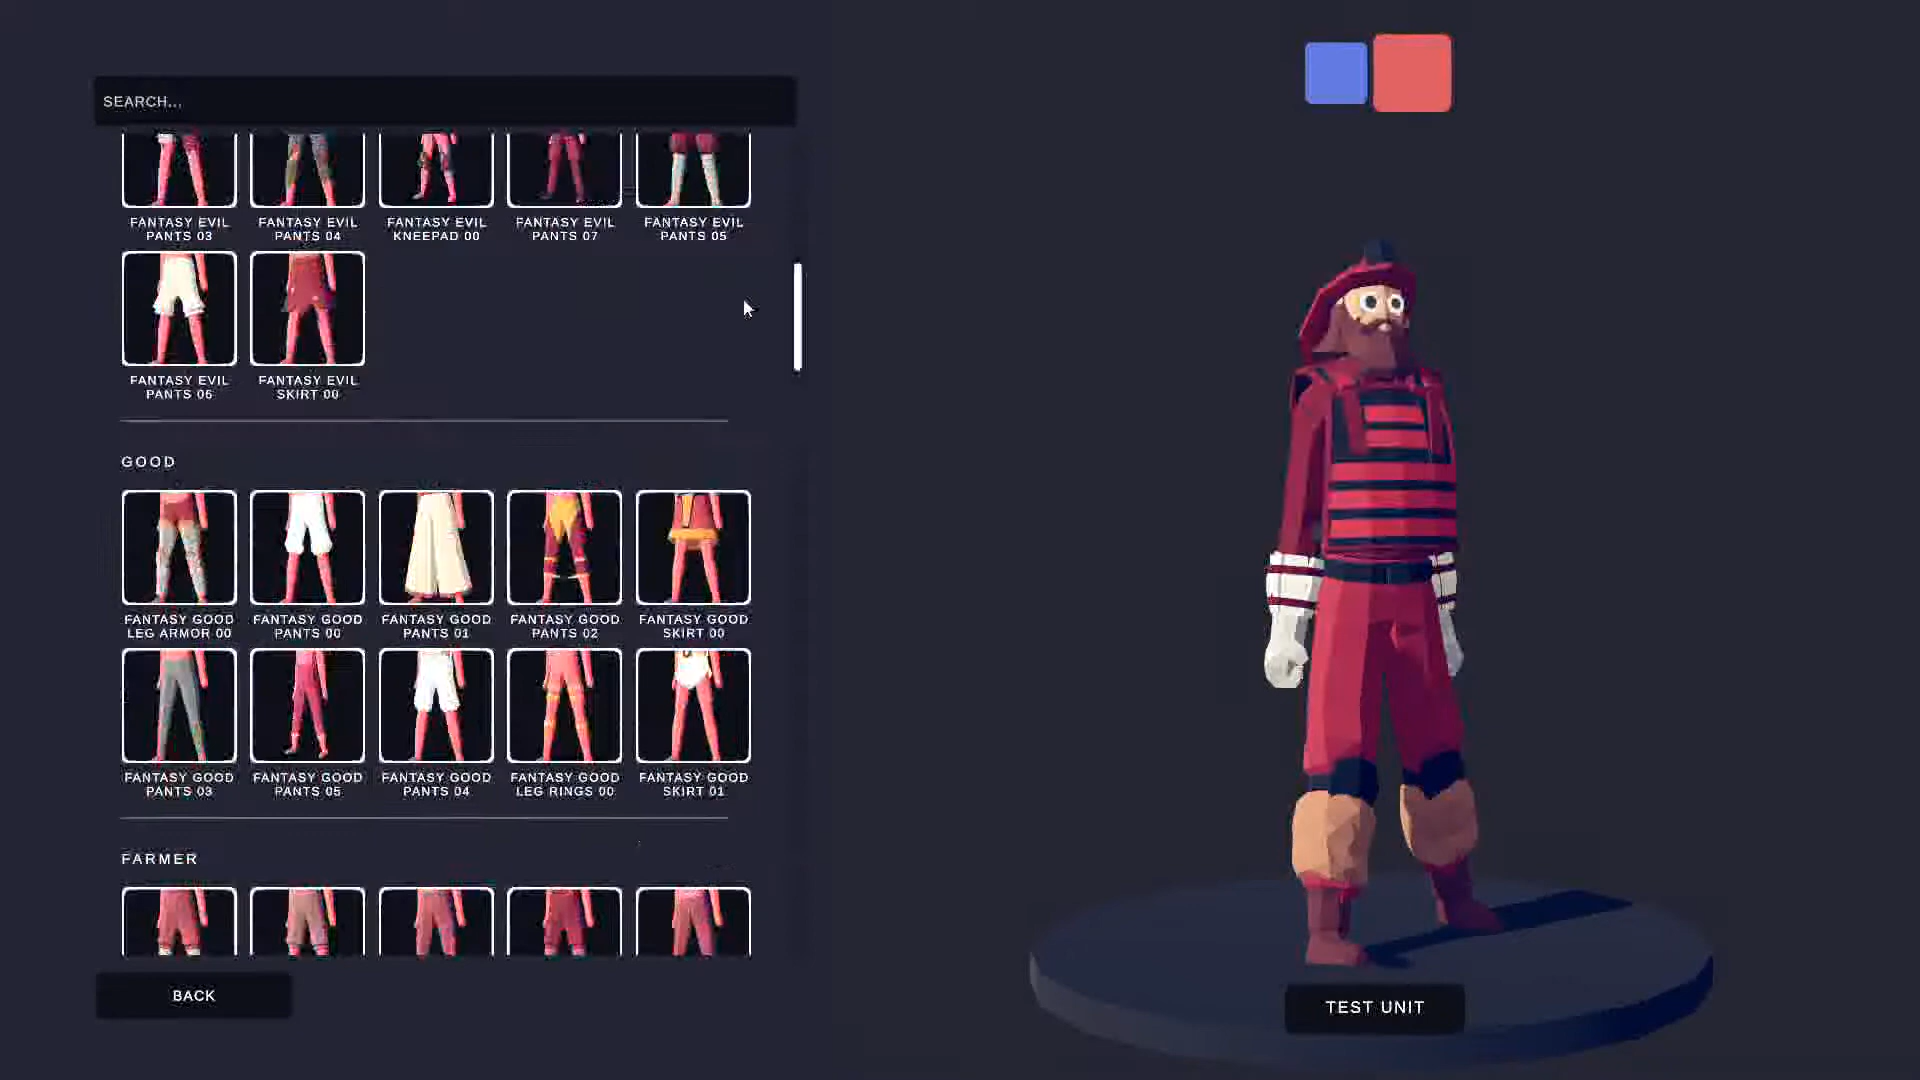 SEARCH...
FANTASY EVIL PANTS 03
FANTASY EVIL PANTS 04
FANTASY EVIL KNEEPAD 00
FANTASY EVIL PANTS 07
FANTASY EVIL PANTS 05
FANTASY EVIL PANTS 06
FANTASY EVIL SKIRT 00
GOOD
FANTASY GOOD LEG ARMOR 00
FANTASY GOOD PANTS 00
FANTASY GOOD PANTS 01
FANTASY GOOD PANTS 02
FANTASY GOOD SKIRT 00
FANTASY GOOD PANTS 03
FANTASY GOOD PANTS 05
FANTASY GOOD PANTS 04
FANTASY GOOD LEG RINGS 00
FANTASY GOOD SKIRT 01
FARMER
BACK
TEST UNIT